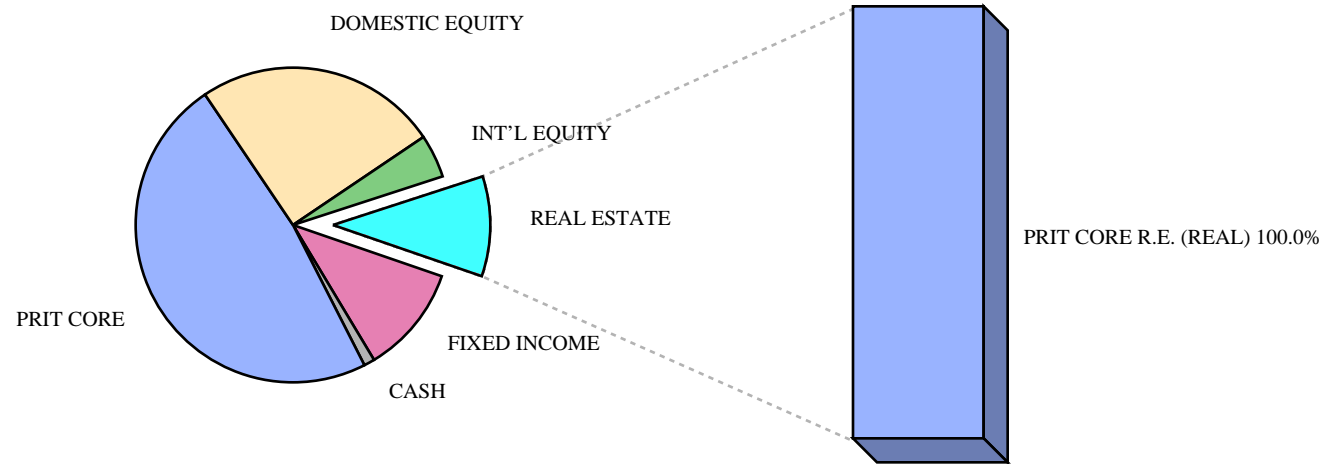 DOMESTIC EQUITY
INT'L EQUITY
REAL ESTATE
PRIT CORE R.E. (REAL) 100.0%
PRIT CORE
FIXED INCOME
CASH